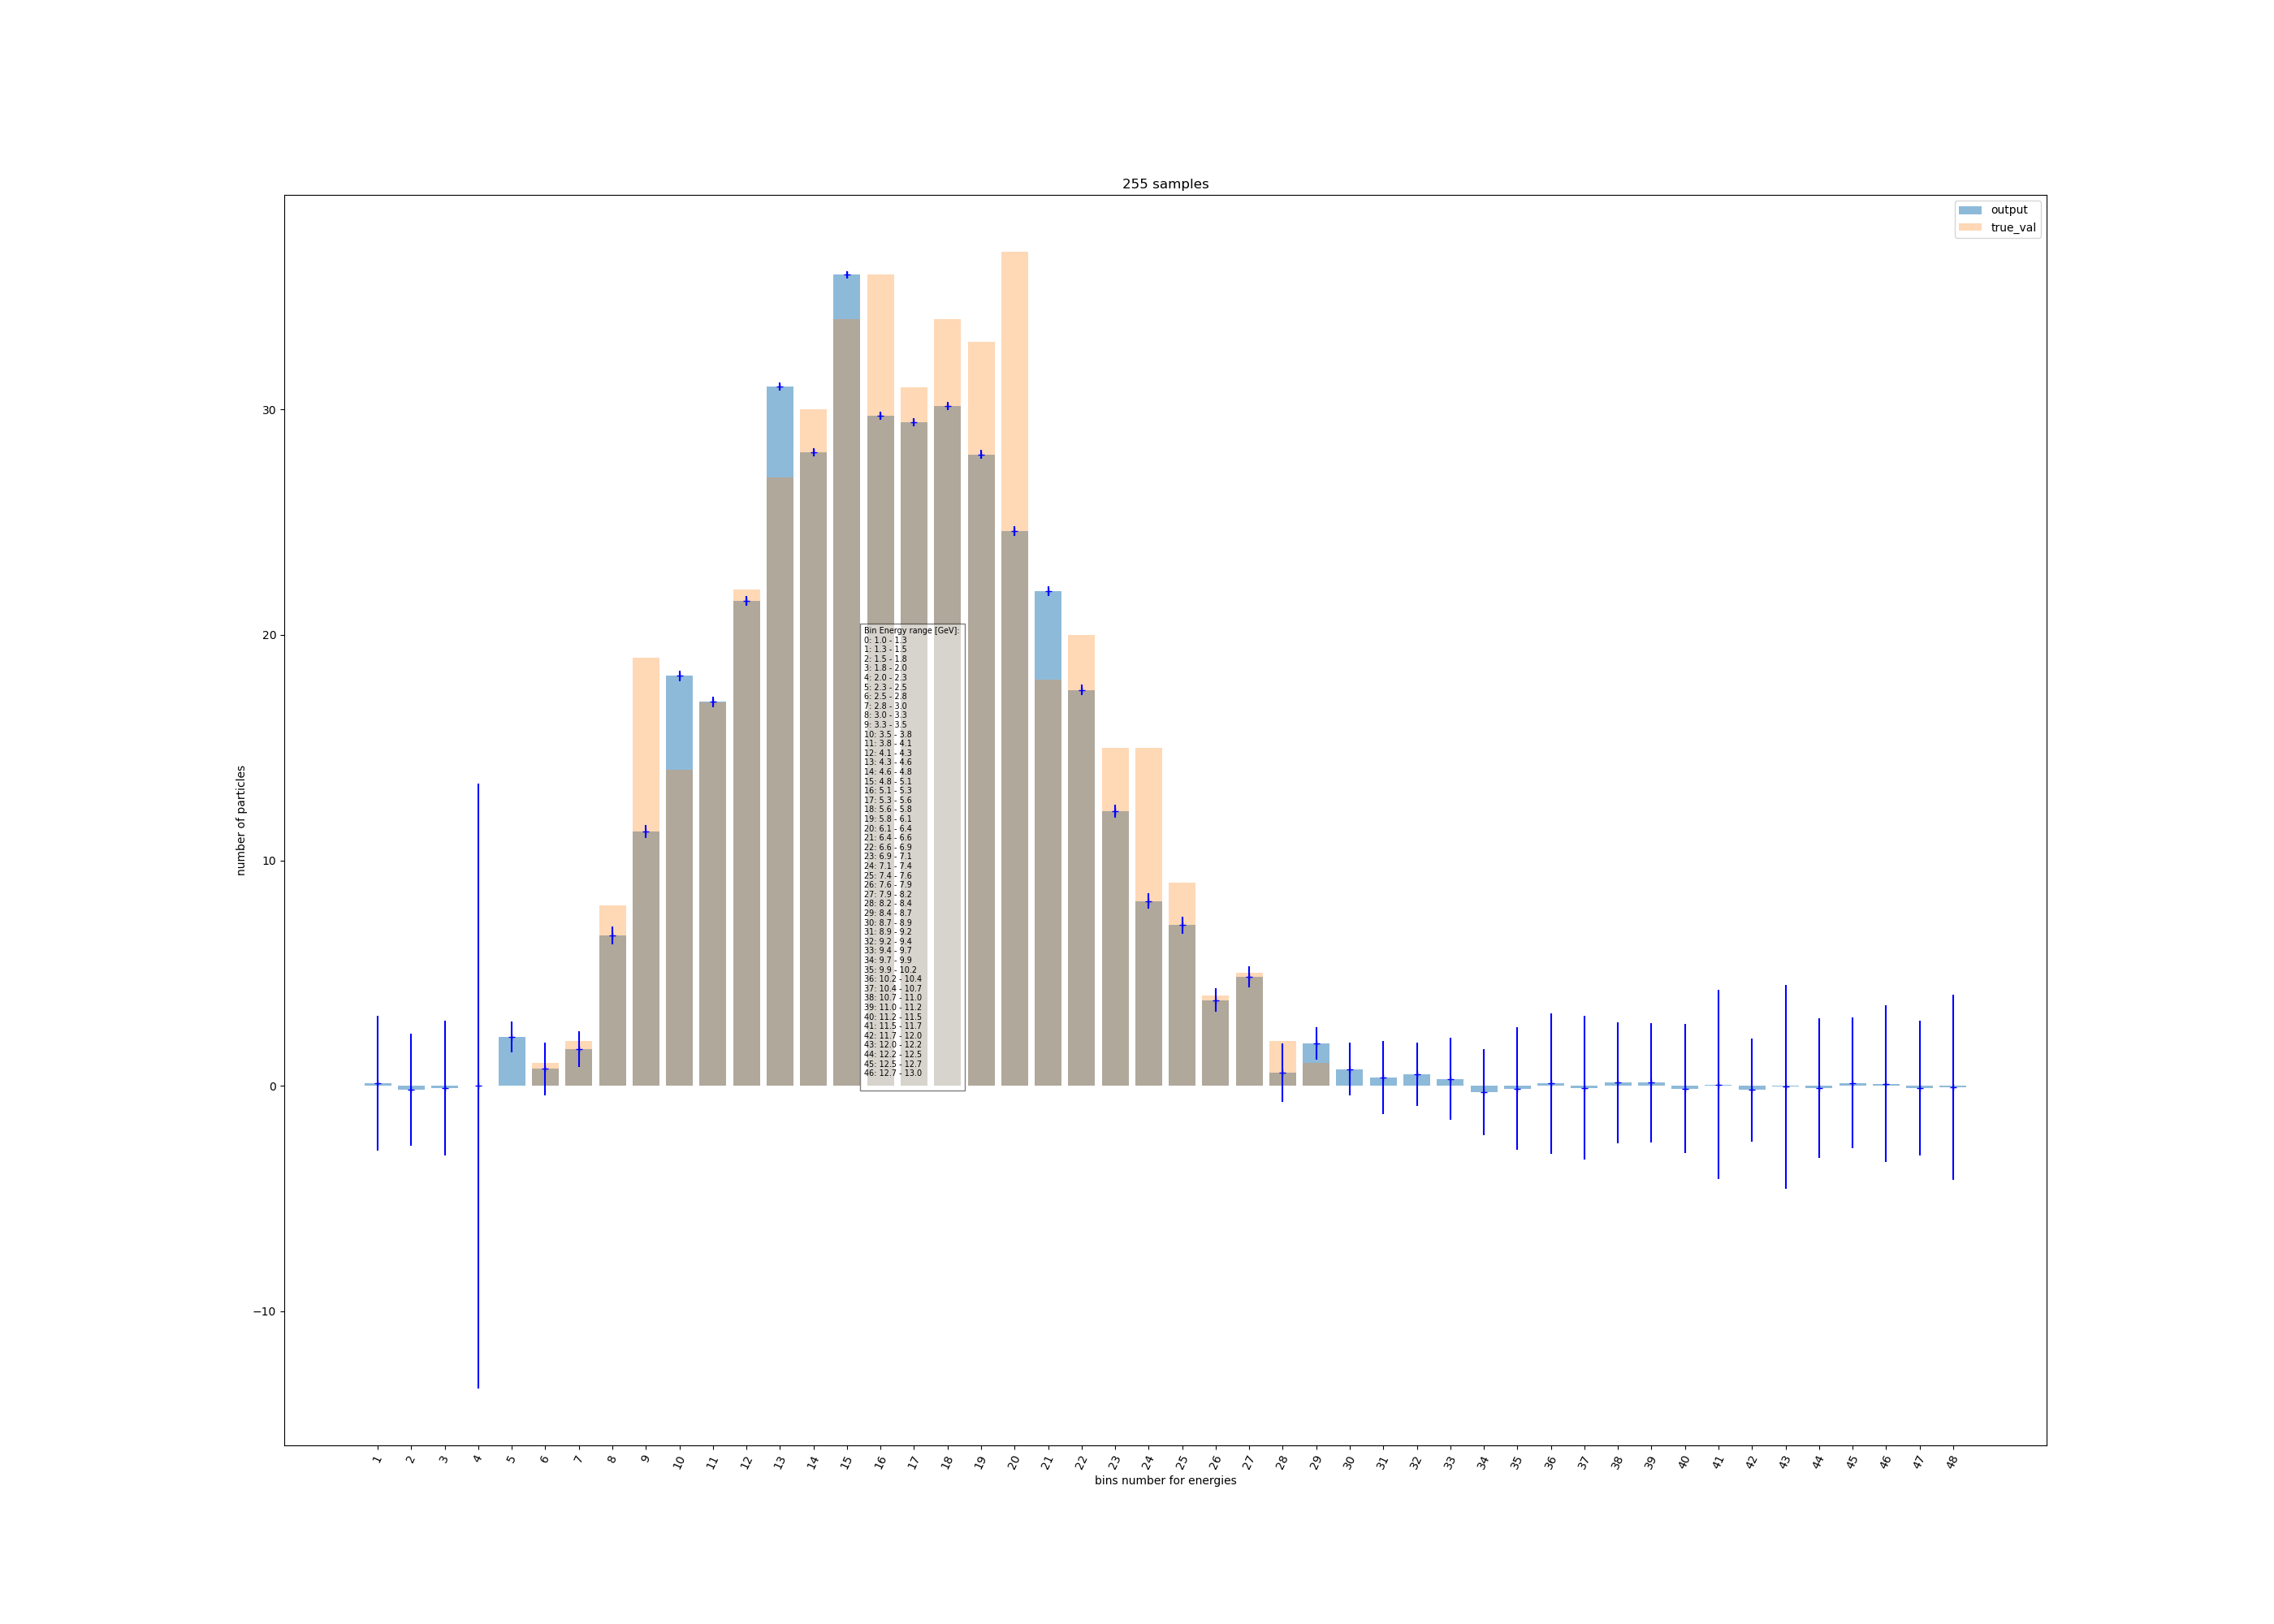 255 samples
output
true_val
number of particles
30
20
10
0
−10
Bin Energy range [GeV]:
0: 1.0 - 1.3
1: 1.3 - 1.5
2: 1.5 - 1.8
3: 1.8 - 2.0
4: 2.0 - 2.3
5: 2.3 - 2.5
6: 2.5 - 2.8
7: 2.8 - 3.0
8: 3.0 - 3.3
9: 3.3 - 3.5
10: 3.5 - 3.8
11: 3.8 - 4.1
12: 4.1 - 4.3
13: 4.3 - 4.6
14: 4.6 - 4.8
15: 4.8 - 5.1
16: 5.1 - 5.3
17: 5.3 - 5.6
18: 5.6 - 5.8
19: 5.8 - 6.1
20: 6.1 - 6.4
21: 6.4 - 6.6
22: 6.6 - 6.9
23: 6.9 - 7.1
24: 7.1 - 7.4
25: 7.4 - 7.6
26: 7.6 - 7.9
27: 7.9 - 8.2
28: 8.2 - 8.4
29: 8.4 - 8.7
30: 8.7 - 8.9
31: 8.9 - 9.2
32: 9.2 - 9.4
33: 9.4 - 9.7
34: 9.7 - 9.9
35: 9.9 - 10.2
36: 10.2 - 10.4
37: 10.4 - 10.7
38: 10.7 - 11.0
39: 11.0 - 11.2
40: 11.2 - 11.5
41: 11.5 - 11.7
42: 11.7 - 12.0
43: 12.0 - 12.2
44: 12.2 - 12.5
45: 12.5 - 12.7
46: 12.7 - 13.0
1 2 3 4 5 6 7 8 9 10 11 12 13 14 15 16 17 18 19 20 21 22 23 24 25 26 27 28 29 30 31 32 33 34 35 36 37 38 39 40 41 42 43 44 45 46 47 48
bins number for energies